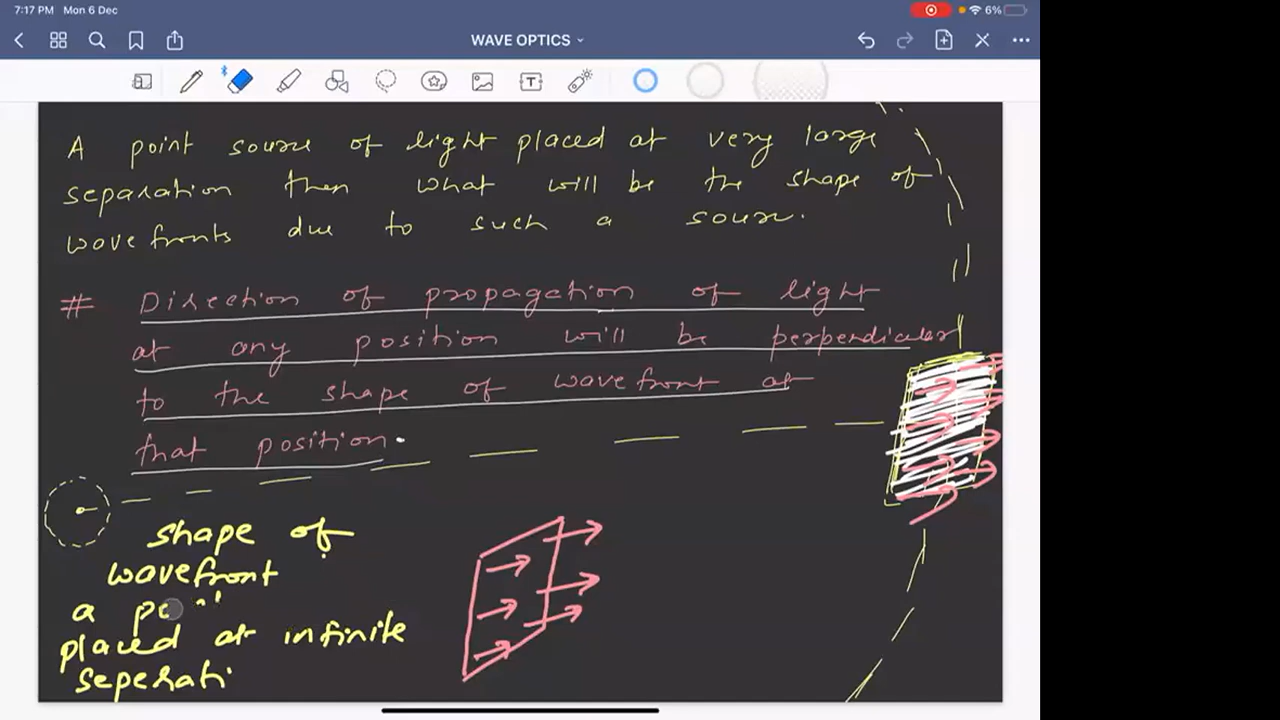 7:17 PM Mon 6 Dec
6%
WAVE OPTICS
A point source of light placed at very large
separation then what will be the shape of
wavefronts due to such a source.
# Direction of propagation of light
at any position will be perpendicular
to the shape of wavefront at
that position.
shape of
wavefront
a
placed at infinite
seperati